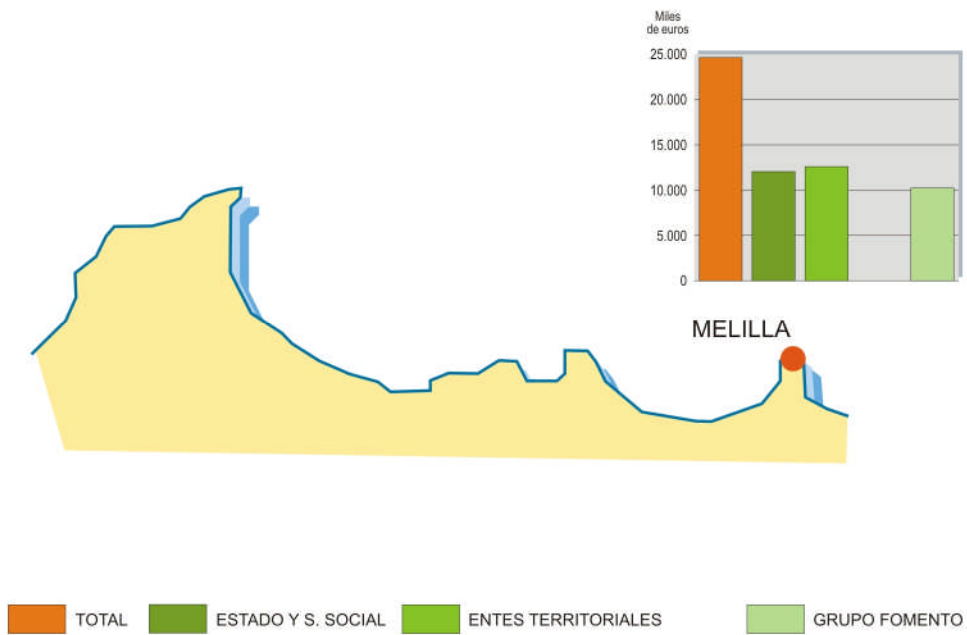 Miles
de euros
25.000
20.000
15.000
10.000
5.000
0
MELILLA
TOTAL
ESTADO Y S. SOCIAL
ENTES TERRITORIALES
GRUPO FOMENTO